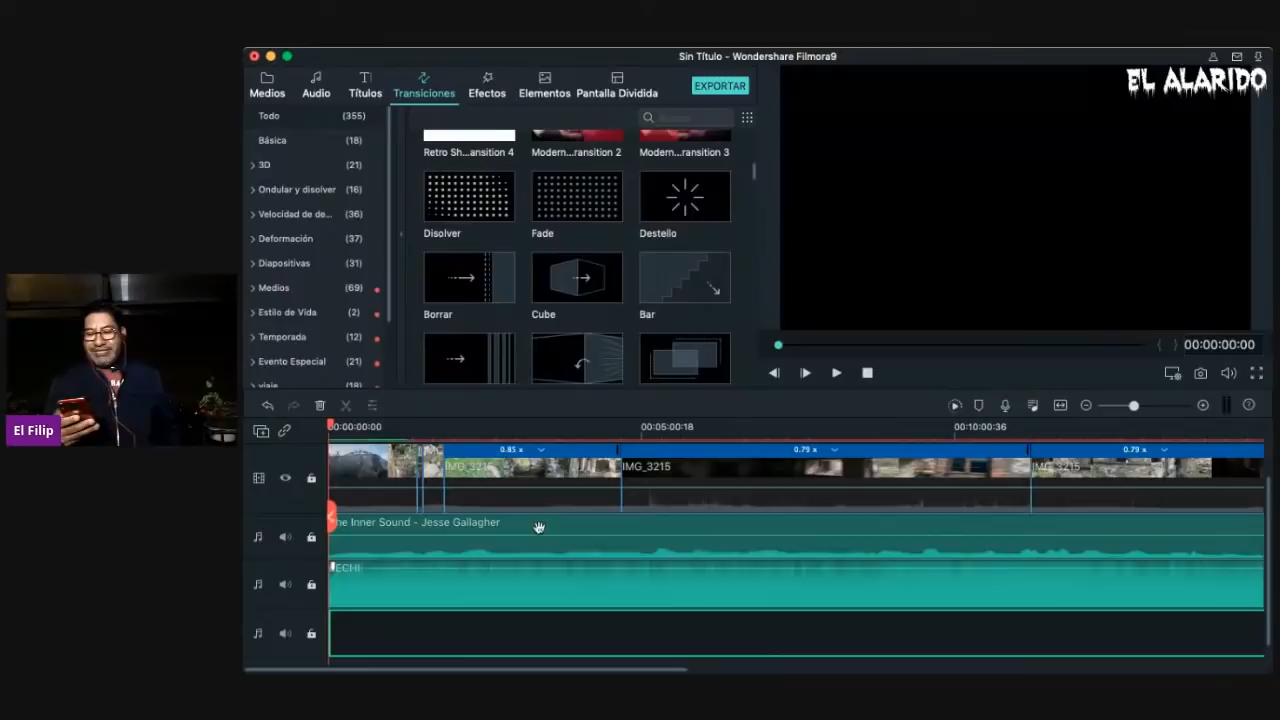 Sin Título - Wondershare Filmora9
EL ALARIDO
Medios
Audio
Títulos
Transiciones
Efectos
Elementos
Pantalla Dividida
EXPORTAR
Todo (355)
Básica (18)
3D (21)
Ondular y disolver (16)
Velocidad de de... (36)
Deformación (37)
Diapositivas (31)
Medios (69)
Estilo de Vida (2)
Temporada (12)
Evento Especial (21)
viaje (18)
Retro Sh...ansition 4
Modern...ransition 2
Modern...ransition 3
Disolver
Fade
Destello
Borrar
Cube
Bar
00:00:00:00
El Filip
00:00:00:00
00:05:00:18
00:10:00:36
0.85 x
0.79 x
0.79 x
IMG_3215
IMG_3215
IMG_3215
he Inner Sound - Jesse Gallagher
ECHI